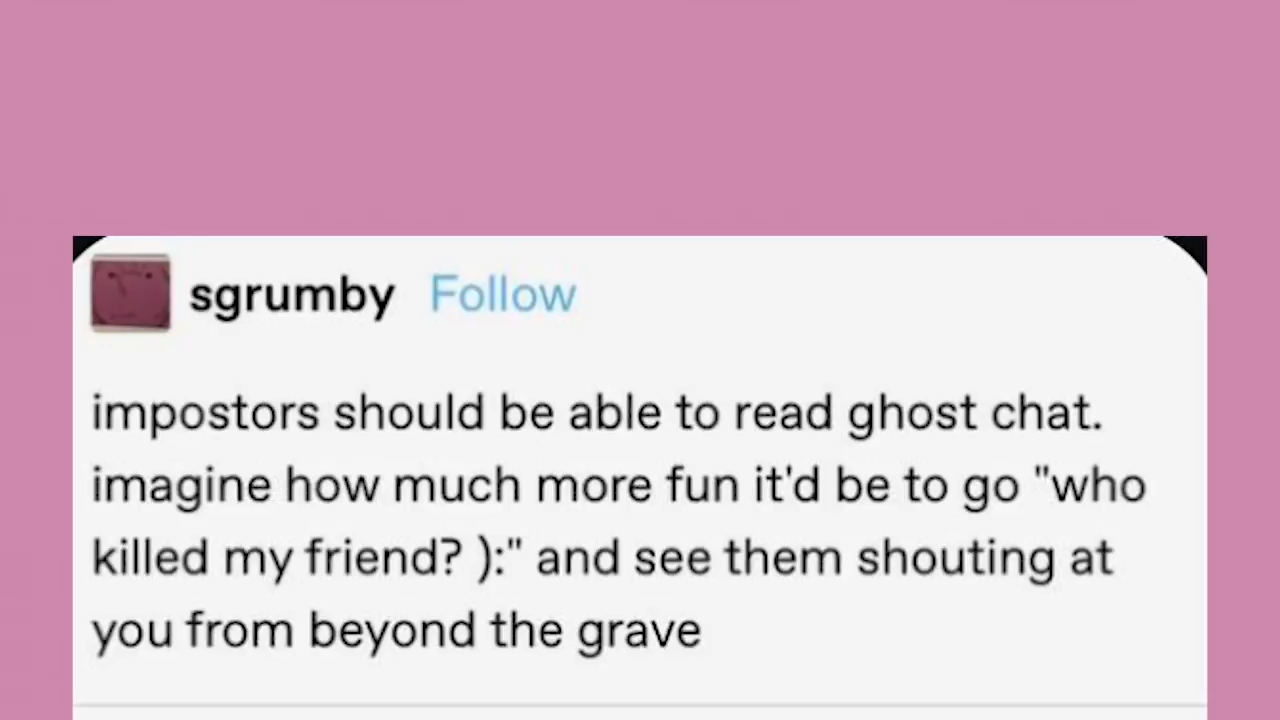 sgrumby Follow
impostors should be able to read ghost chat.
imagine how much more fun it'd be to go "who
killed my friend? ):" and see them shouting at
you from beyond the grave